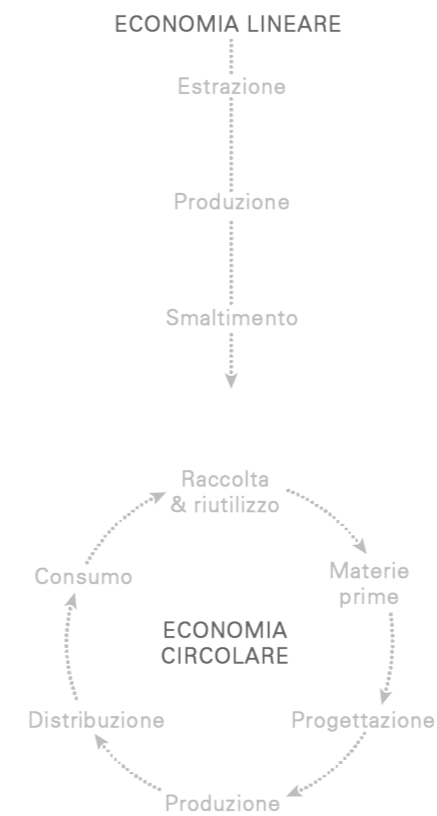 ECONOMIA LINEARE
Estrazione
Produzione
Smaltimento
Raccolta
& riutilizzo
Materie
prime
Progettazione
Produzione
Distribuzione
Consumo
ECONOMIA
CIRCOLARE